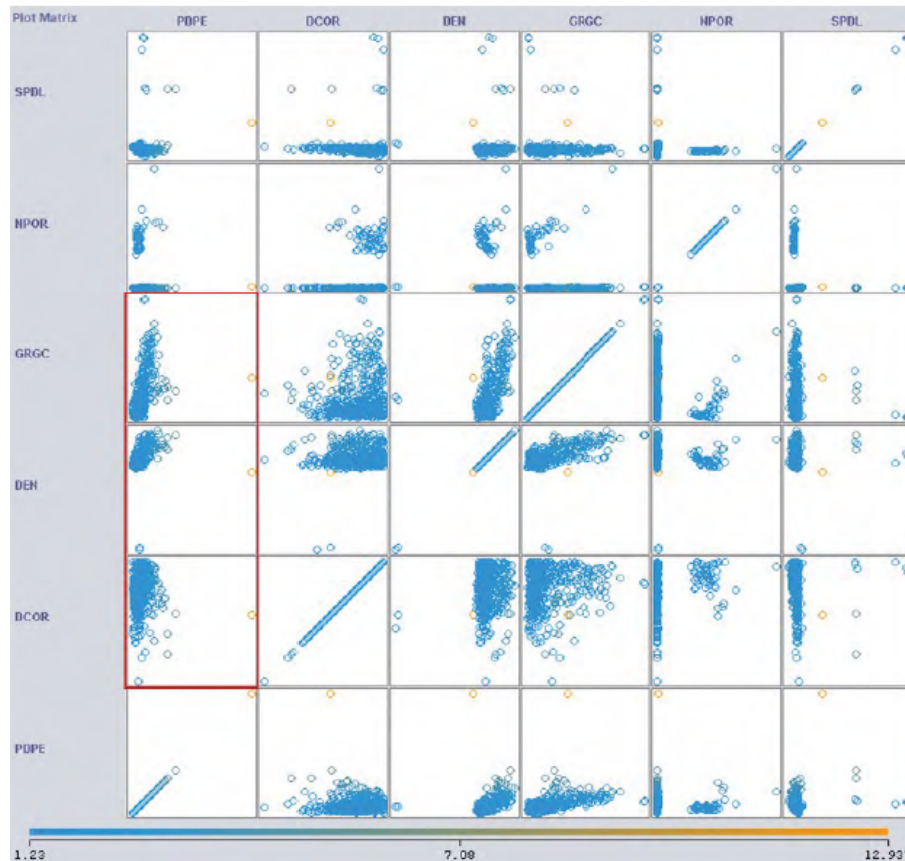 Plot Matrix PDPE DCOR DEN GRGC NPOR SPDL
SPDL
NPOR
GRGC
DEN
DCOR
PDPE
1.23 7.08 12.93